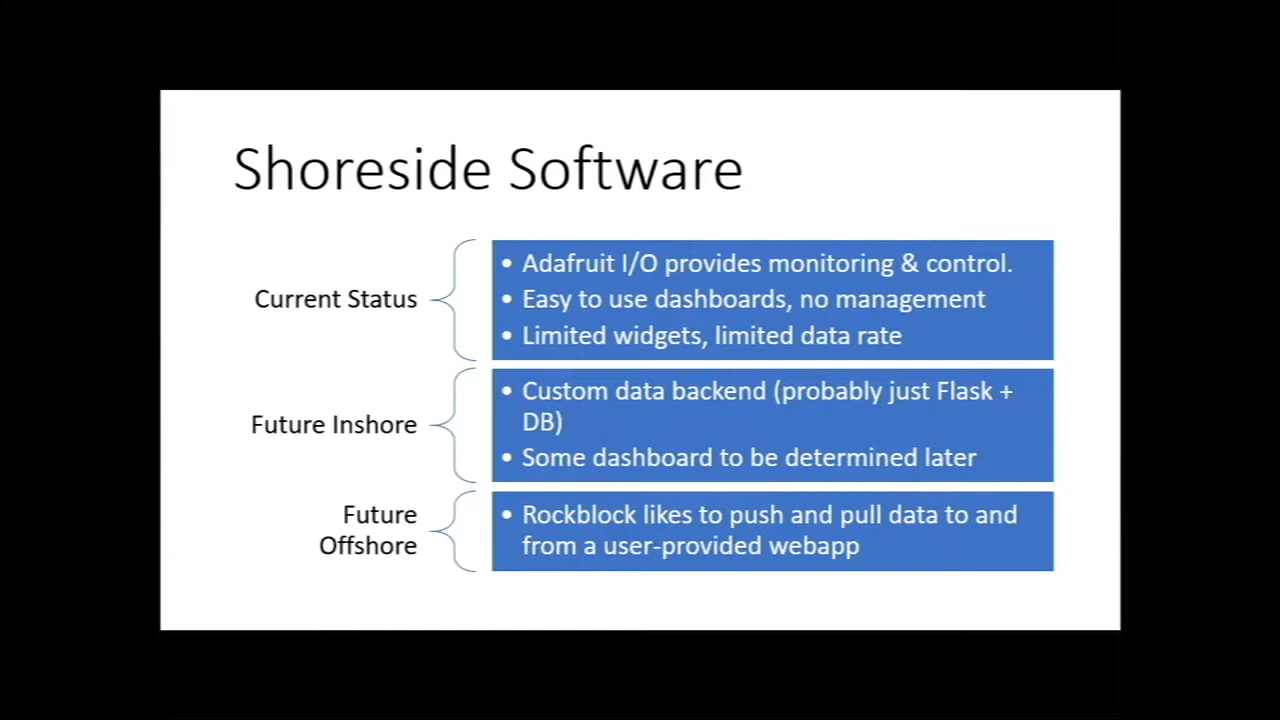 Shoreside Software
Current Status
• Adafruit I/O provides monitoring & control.
• Easy to use dashboards, no management
• Limited widgets, limited data rate
Future Inshore
• Custom data backend (probably just Flask +
DB)
• Some dashboard to be determined later
Future
Offshore
• Rockblock likes to push and pull data to and
from a user-provided webapp